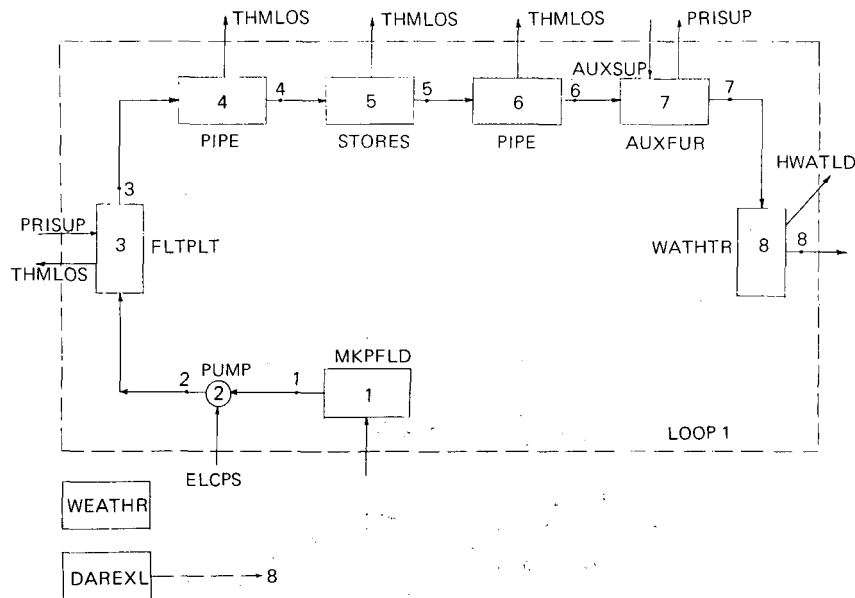 THMLOS THMLOS THMLOS PRISUP
AUXSUP
4 4 5 5 6 6 7 7
PIPE STORES PIPE AUXFUR
HWATLD
3
PRISUP
3 FLTPLT WATHTR 8 8
THMLOS
MKPFLD
PUMP
2 2 1 1
LOOP 1
ELCPS
WEATHR
DAREXL 8